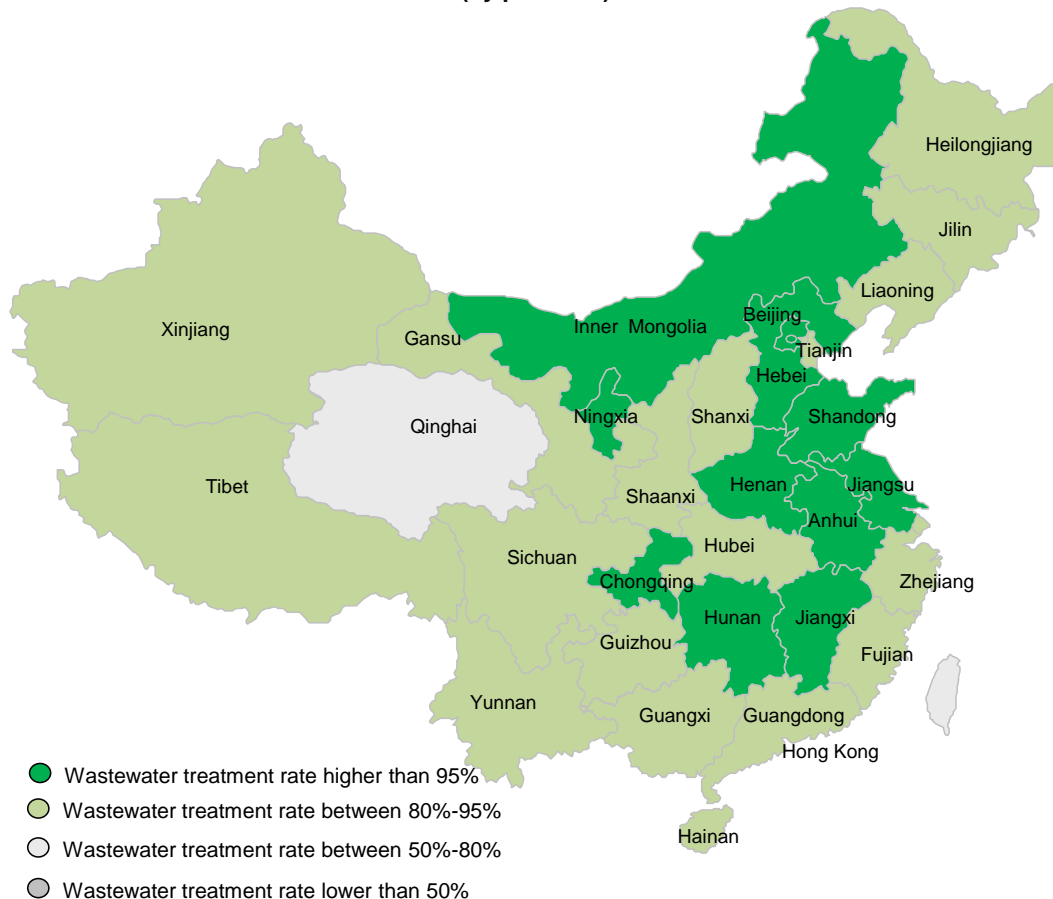 Heilongjiang
Jilin
Liaoning
Xinjiang
Gansu
Inner Mongolia
Beijing
Tianjin
Hebei
Qinghai
Ningxia
Shanxi
Shandong
Tibet
Shaanxi
Henan
Jiangsu
Anhui
Sichuan
Hubei
Chongqing
Zhejiang
Hunan
Jiangxi
Guizhou
Fujian
Yunnan
Guangxi
Guangdong
Hong Kong
Hainan
Wastewater treatment rate higher than 95%
Wastewater treatment rate between 80%-95%
Wastewater treatment rate between 50%-80%
Wastewater treatment rate lower than 50%